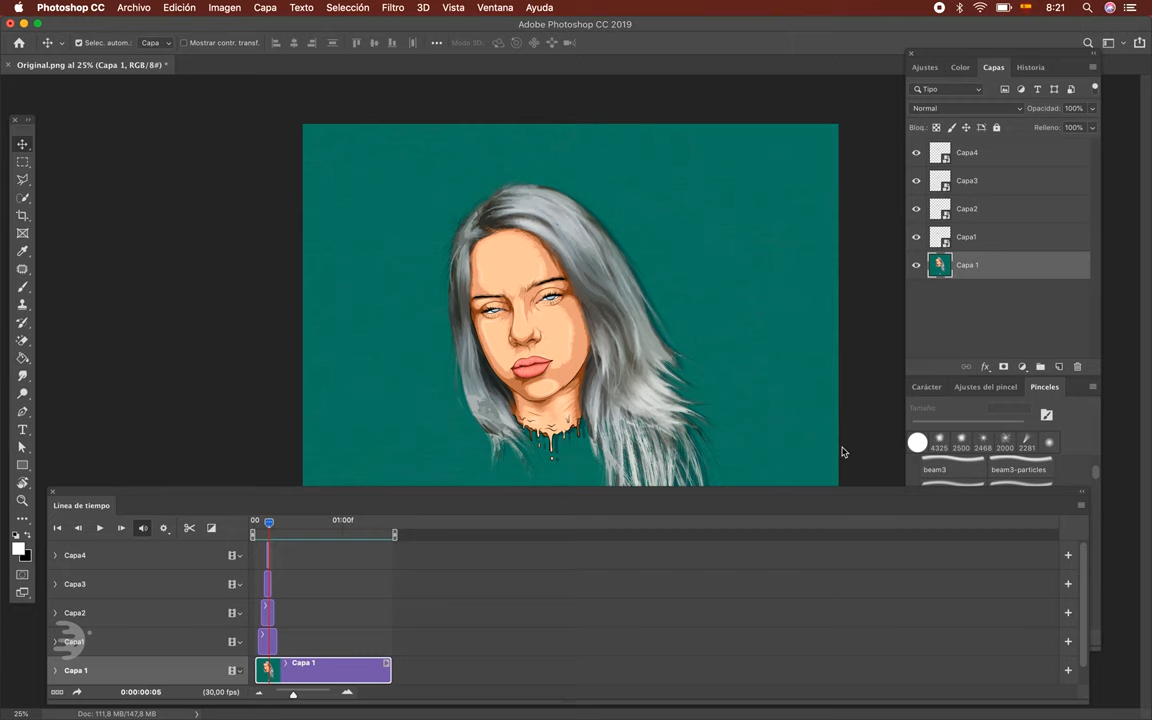 Photoshop CC Archivo Edición Imagen Capa Texto Selección Filtro 3D Vista Ventana Ayuda 8:21
Adobe Photoshop CC 2019
Selec. autom.: Capa Mostrar contr. transf. Modo 3D:
Original.png al 25% (Capa 1, RGB/8#) *
Ajustes Color Capas Historia
Tipo
Normal Opacidad: 100%
Bloq.: Relleno: 100%
Capa4
Capa3
Capa2
Capa1
Capa 1
Carácter Ajustes del pincel Pinceles
Tamaño:
4325 2500 2468 2000 2281
beam3 beam3-particles
Línea de tiempo
00 01:00f
Capa4
Capa3
Capa2
Capa1
Capa 1 Capa 1
0:00:00:05 (30,00 fps)
25% Doc: 111,8 MB/147,8 MB